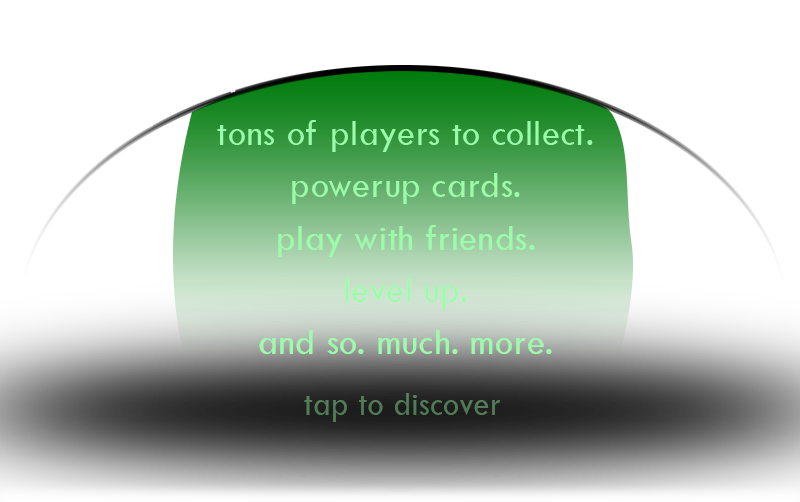 tons of players to collect.
powerup cards.
play with friends.
level up.
and so. much. more.
tap to discover